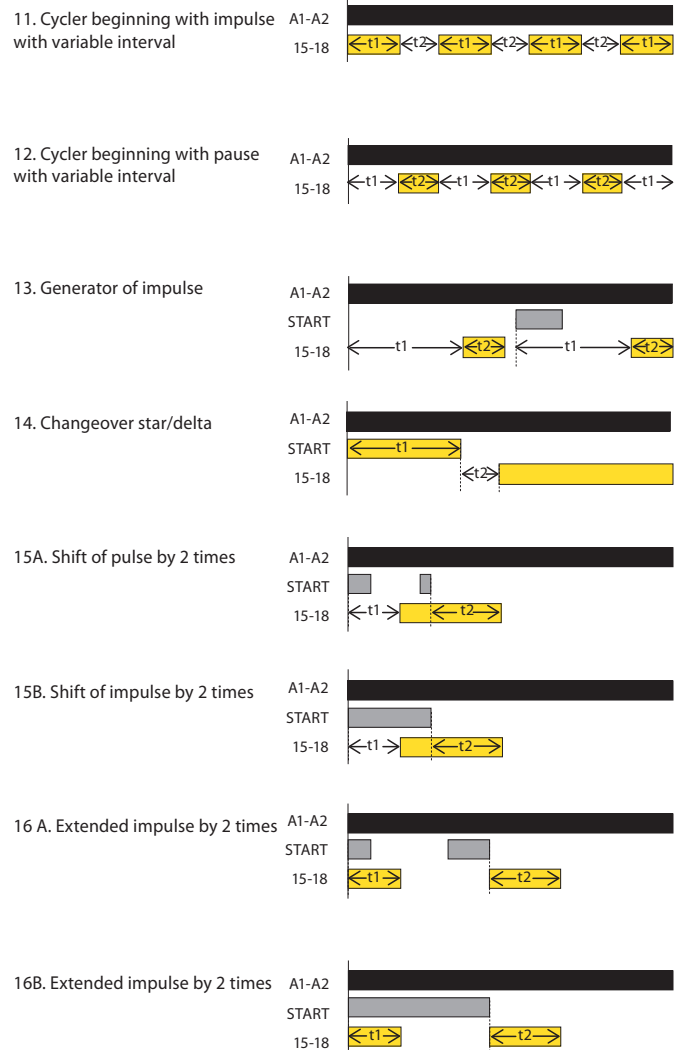 11. Cycler beginning with impulse
with variable interval
A1-A2
15-18
t1 t2 t1 t2 t1 t2 t1
12. Cycler beginning with pause
with variable interval
A1-A2
15-18
t1 t2 t1 t2 t1 t2 t1
13. Generator of impulse
A1-A2
START
15-18
t1 t2 t1 t2
14. Changeover star/delta
A1-A2
START
t1
15-18
t2
15A. Shift of pulse by 2 times
A1-A2
START
15-18
t1 t2
15B. Shift of impulse by 2 times
A1-A2
START
15-18
t1 t2
16 A. Extended impulse by 2 times
A1-A2
START
15-18
t1 t2
16B. Extended impulse by 2 times
A1-A2
START
15-18
t1 t2